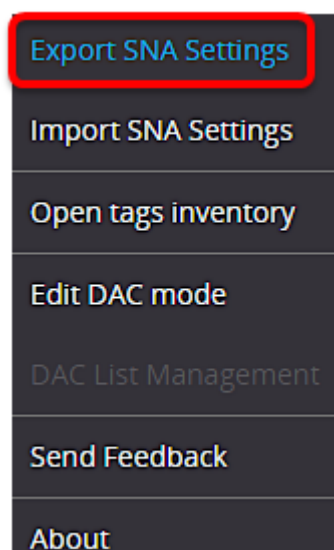 Export SNA Settings
Import SNA Settings
Open tags inventory
Edit DAC mode
DAC List Management
Send Feedback
About